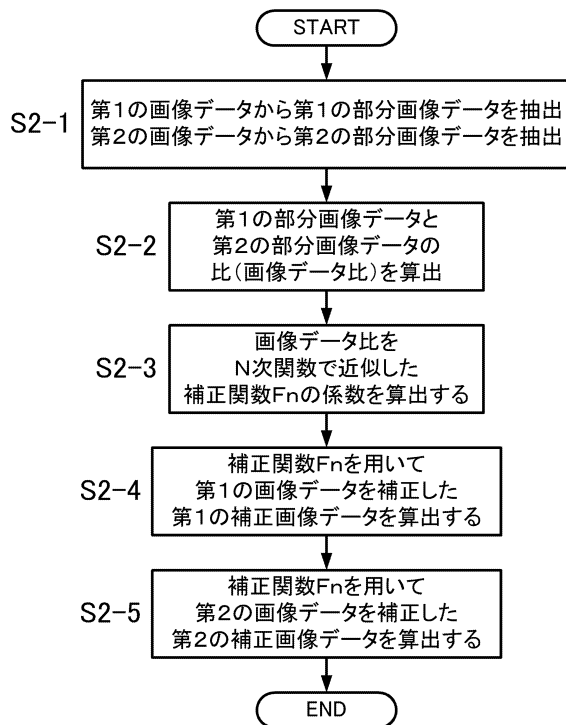 START
S2-1
第1の画像データから第1の部分画像データを抽出
第2の画像データから第2の部分画像データを抽出
S2-2
第1の部分画像データと
第2の部分画像データの
比(画像データ比)を算出
S2-3
画像データ比を
N次関数で近似した
補正関数Fnの係数を算出する
S2-4
補正関数Fnを用いて
第1の画像データを補正した
第1の補正画像データを算出する
S2-5
補正関数Fnを用いて
第2の画像データを補正した
第2の補正画像データを算出する
END